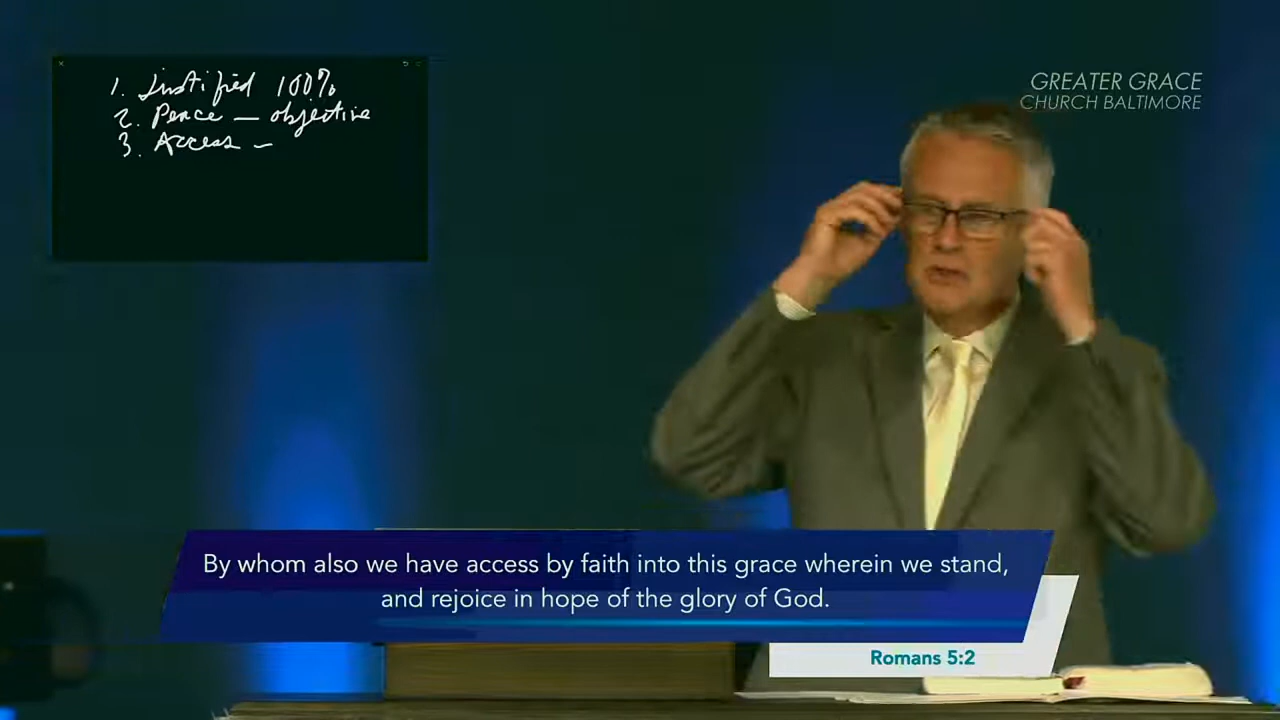 1. Justified 100%
2. Peace — objective
3. Access —
GREATER GRACE
CHURCH BALTIMORE
By whom also we have access by faith into this grace wherein we stand,
and rejoice in hope of the glory of God.
Romans 5:2